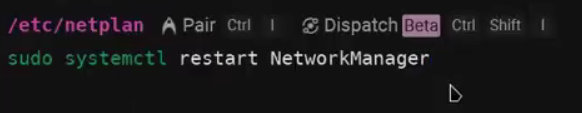 /etc/netplan Pair Ctrl I Dispatch Beta Ctrl Shift I
sudo systemctl restart NetworkManager